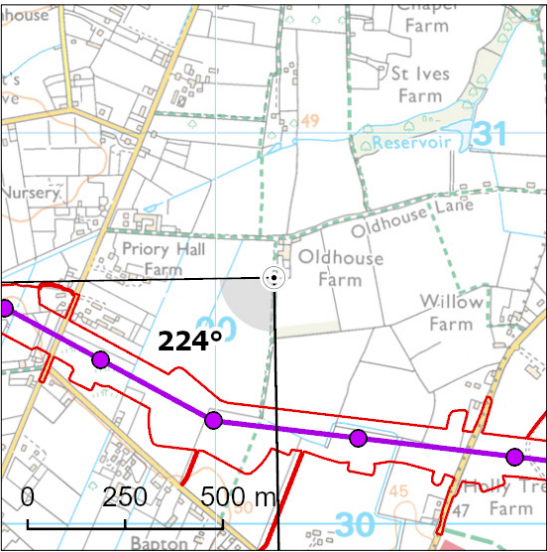 Chapel
Farm
house
St Ives
Farm
49
Reservoir
31
Nursery
Oldhouse Lane
Priory Hall
Farm
Oldhouse
Farm
Willow
Farm
224°
0 250 500 m
45
Holly Tree
Farm
47
30
Bapton